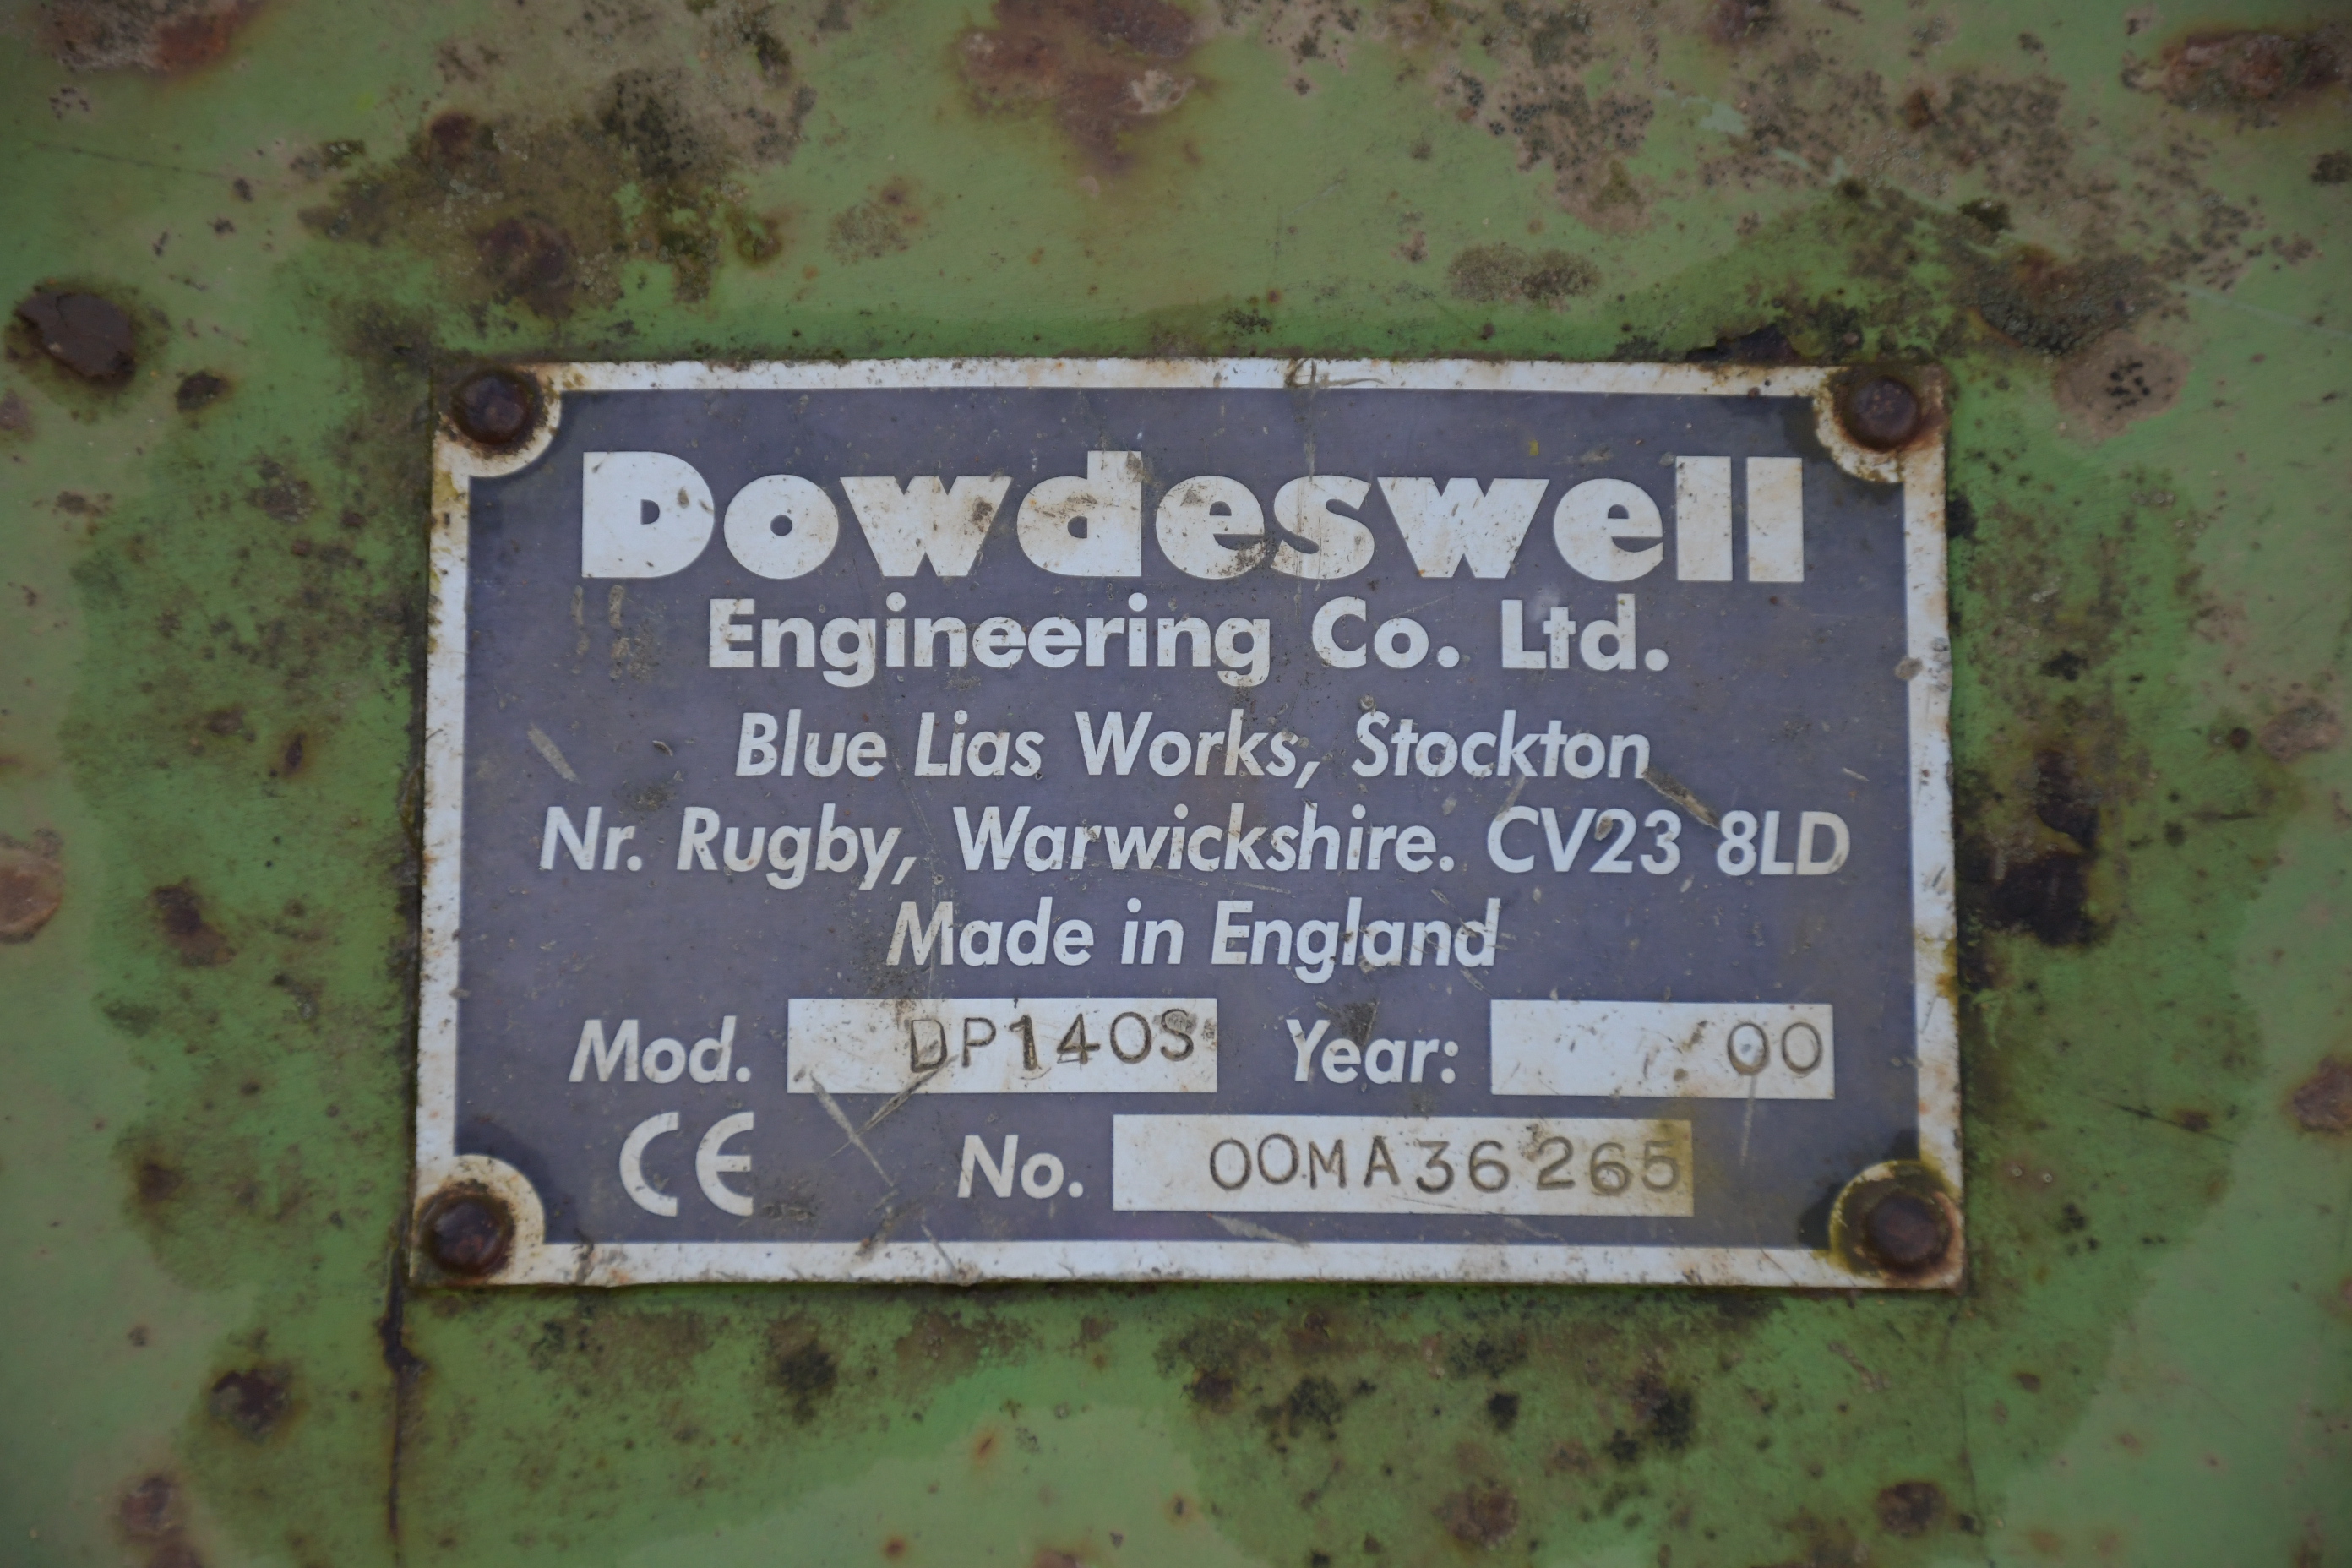 Dowdeswell
Engineering Co. Ltd.
Blue Lias Works, Stockton
Nr. Rugby, Warwickshire. CV23 8LD
Made in England
Mod. DP140S Year: 00
CE No. 00MA36265